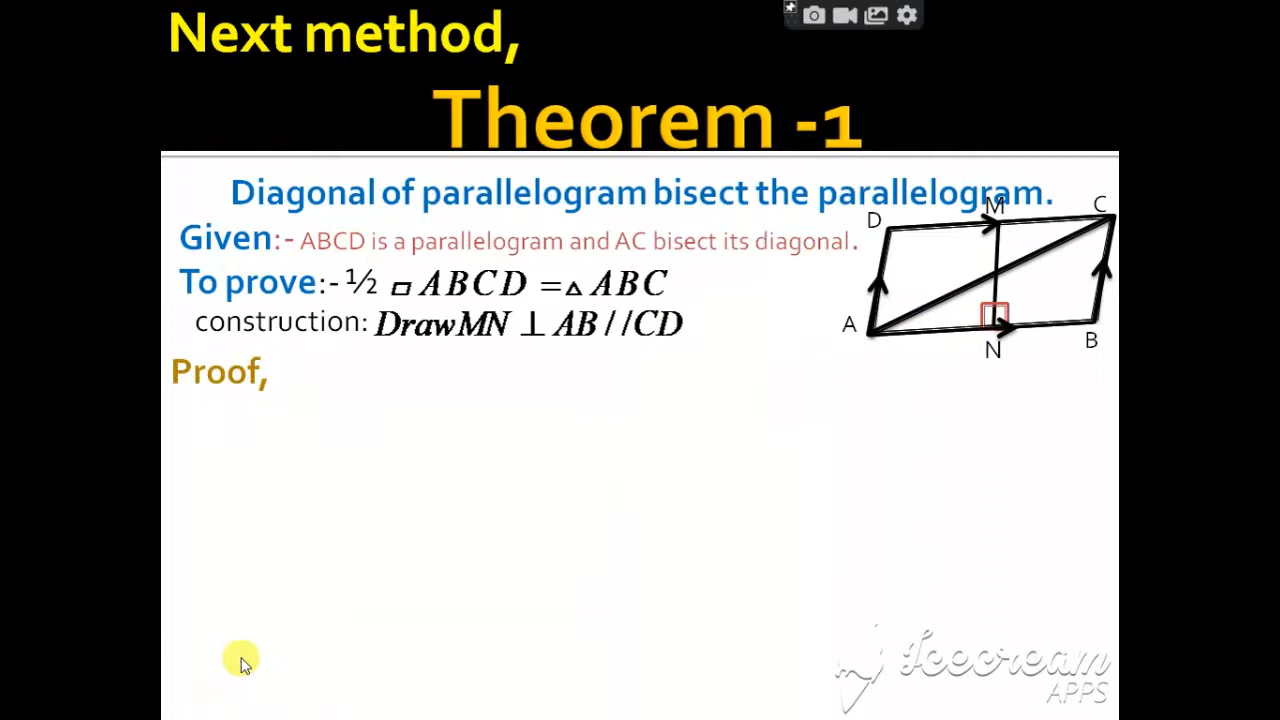 Next method,
Theorem -1
Diagonal of parallelogram bisect the parallelogram.
Given:- ABCD is a parallelogram and AC bisect its diagonal.
To prove:- ½ ▱ ABCD = △ ABC
construction: Draw MN ⊥ AB // CD
Proof,
D M C
A N B
Icecream
APPS